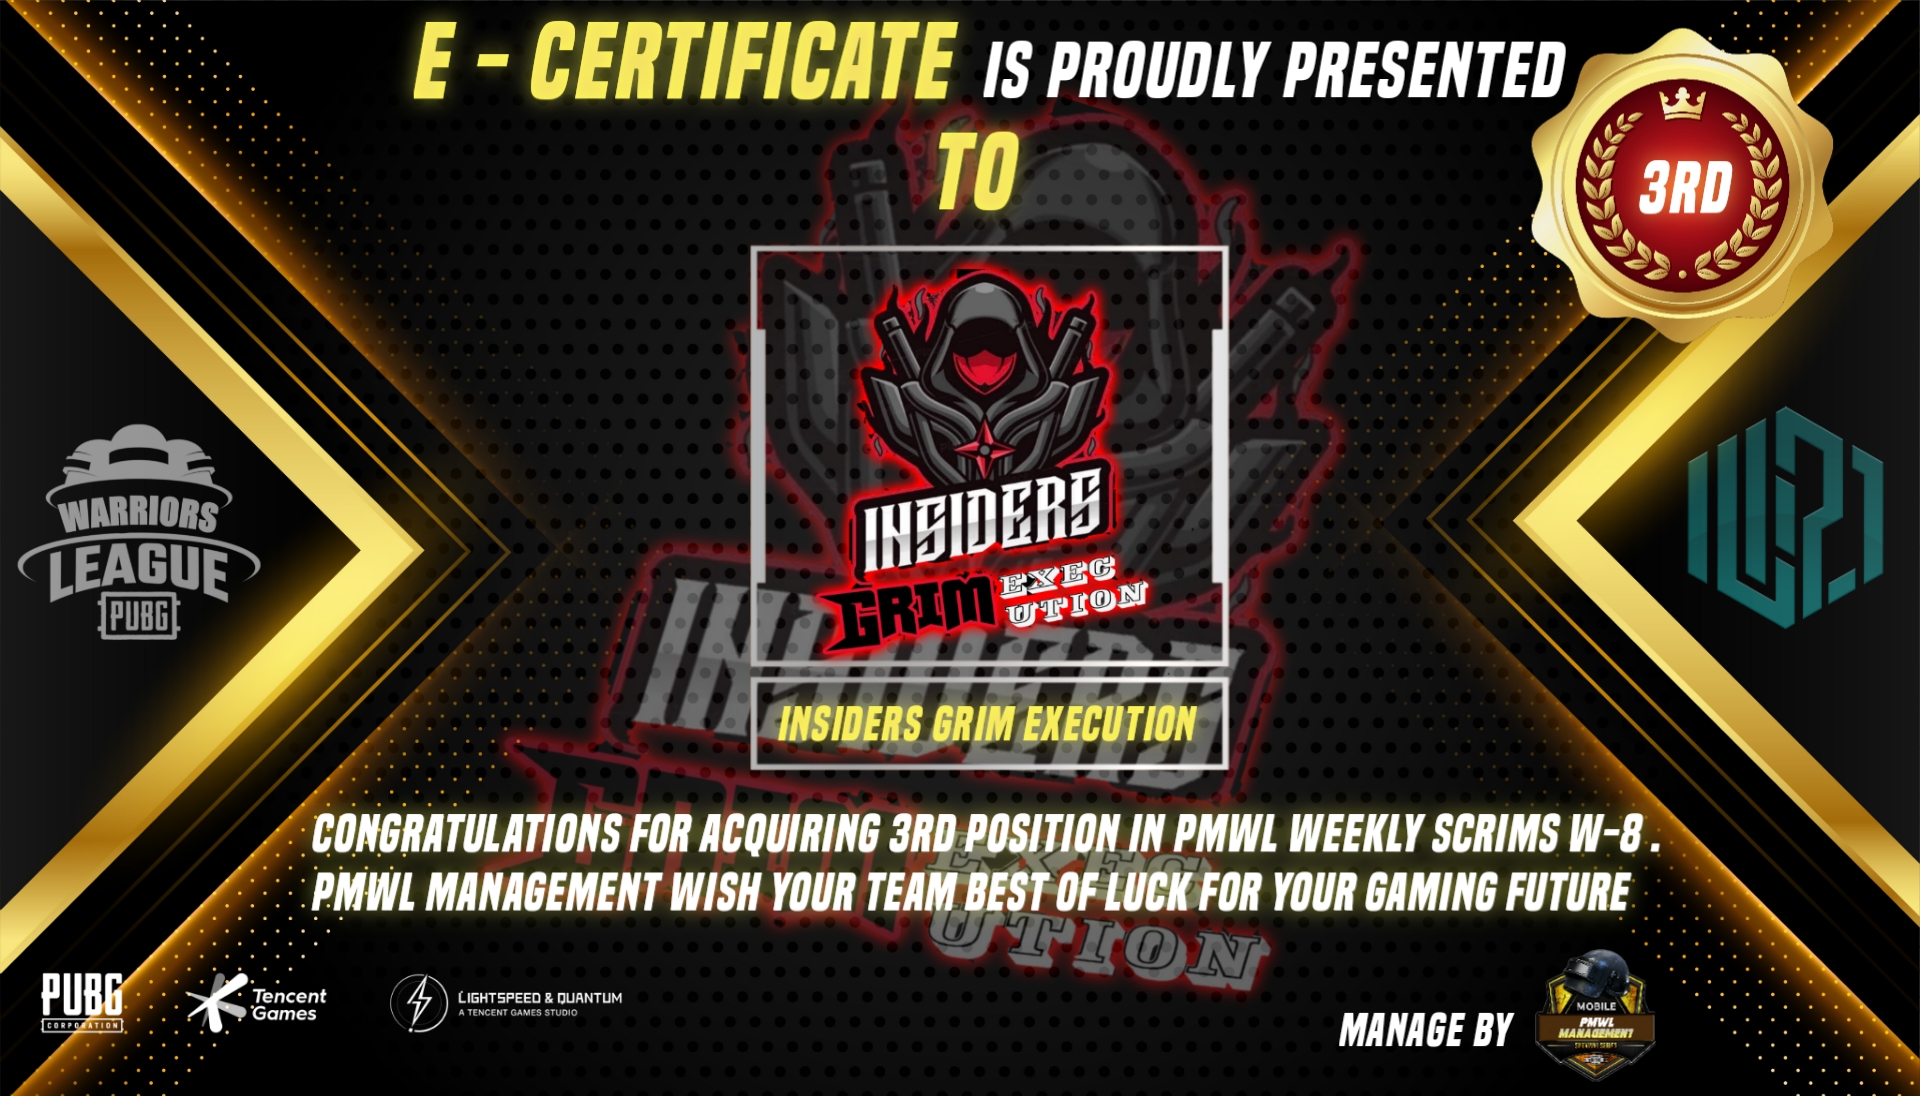 E - CERTIFICATE IS PROUDLY PRESENTED
TO
3RD
INSIDERS
GRIM EXEC
UTION
INSIDERS GRIM EXECUTION
WARRIORS
LEAGUE
PUBG
CONGRATULATIONS FOR ACQUIRING 3RD POSITION IN PMWL WEEKLY SCRIMS W-8 .
PMWL MANAGEMENT WISH YOUR TEAM BEST OF LUCK FOR YOUR GAMING FUTURE
PUBG
CORPORATION
Tencent
Games
LIGHTSPEED & QUANTUM
A TENCENT GAMES STUDIO
MANAGE BY
MOBILE
PMWL
MANAGEMENT